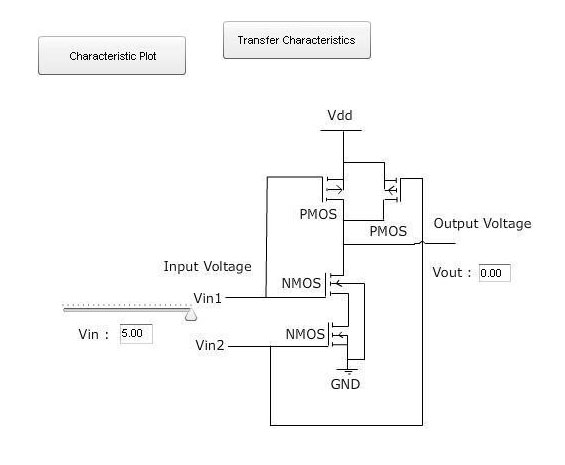 Characteristic Plot
Transfer Characteristics
Vdd
PMOS
PMOS
Output Voltage
Input Voltage
NMOS
Vout : 0.00
Vin1
Vin : 5.00
NMOS
Vin2
GND